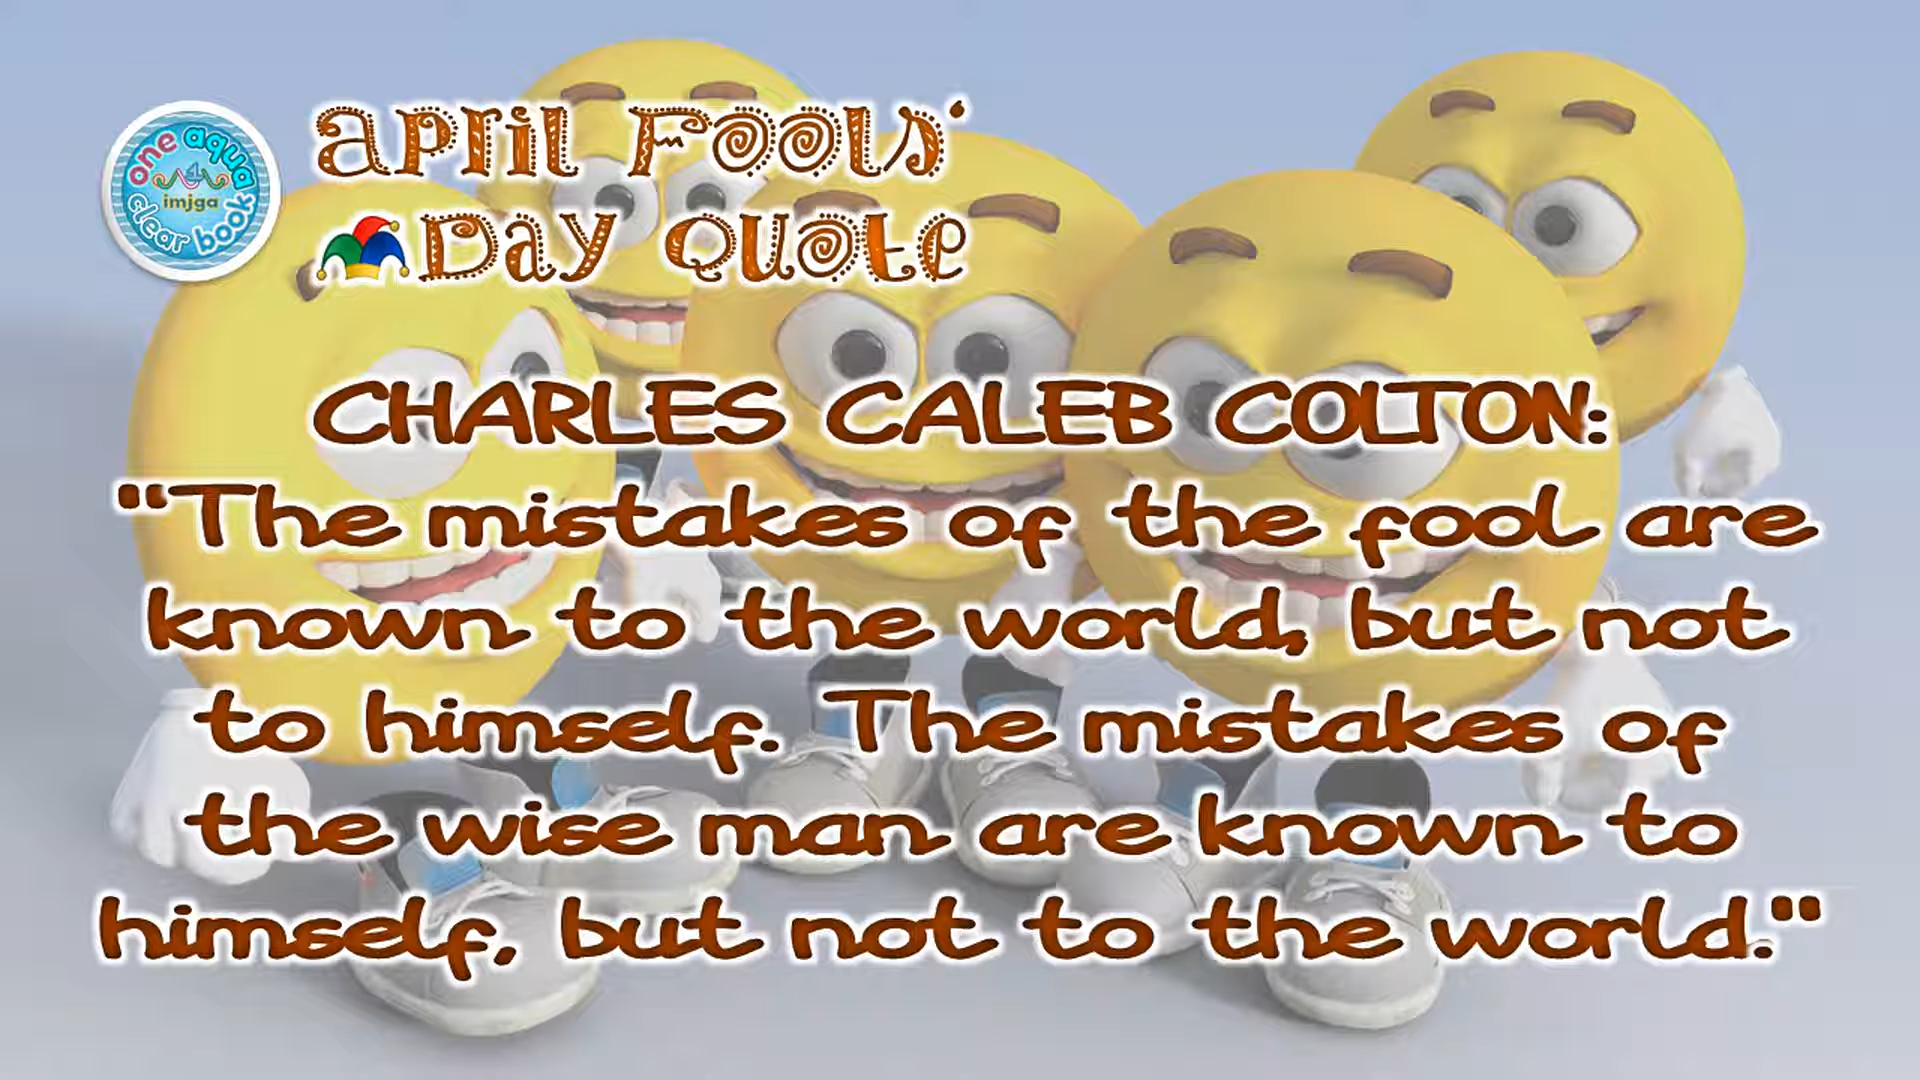 one aqua
1
imjga
clear book
April Fools'
Day Quote
CHARLES CALEB COLTON:
"The mistakes of the fool are
known to the world, but not
to himself. The mistakes of
the wise man are known to
himself, but not to the world."